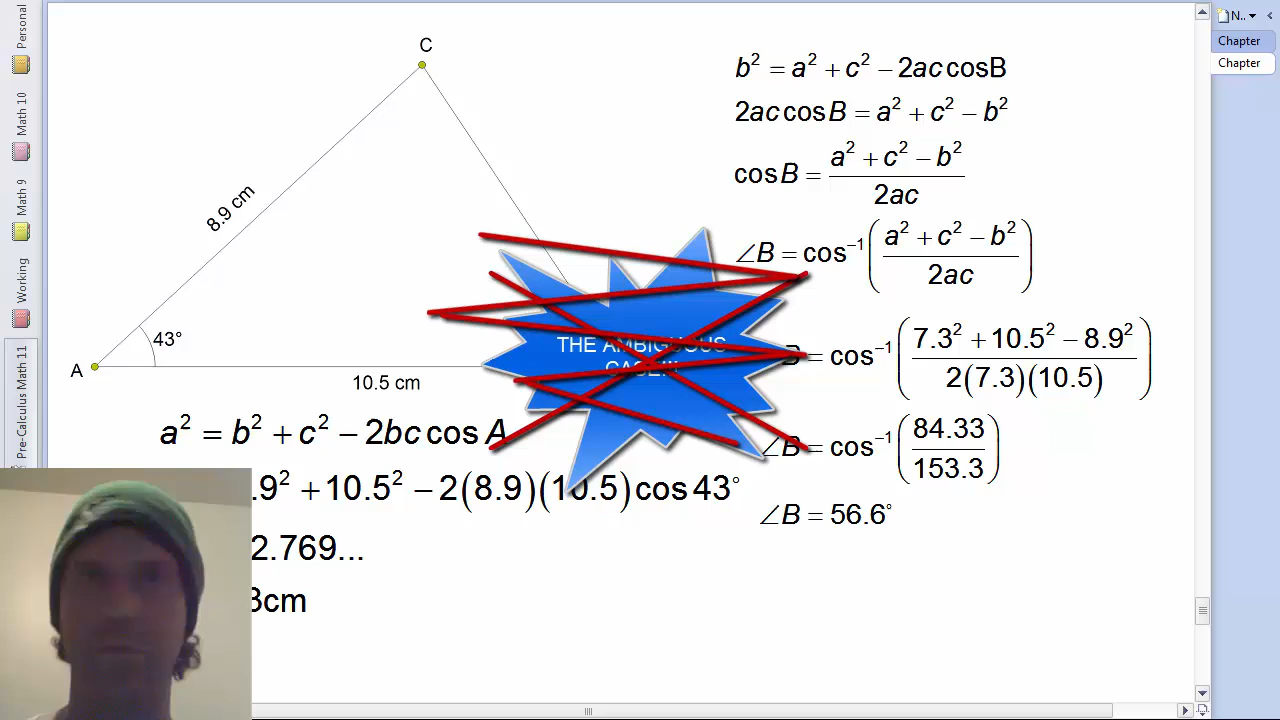 Personal
Math 10
Math 9
Working
Pre-Calculus Math 11
N..
Chapter
Chapter
C
8.9 cm
43°
A
10.5 cm
a² = b² + c² − 2bc cos A
.9² + 10.5² − 2(8.9)(10.5) cos 43°
2.769...
3cm
THE AMBIGUOUS
CASE!!!
b² = a² + c² − 2ac cosB
2ac cosB = a² + c² − b²
cosB = (a² + c² − b²) / 2ac
∠B = cos⁻¹((a² + c² − b²) / 2ac)
B = cos⁻¹((7.3² + 10.5² − 8.9²) / 2(7.3)(10.5))
∠B = cos⁻¹(84.33 / 153.3)
∠B = 56.6°